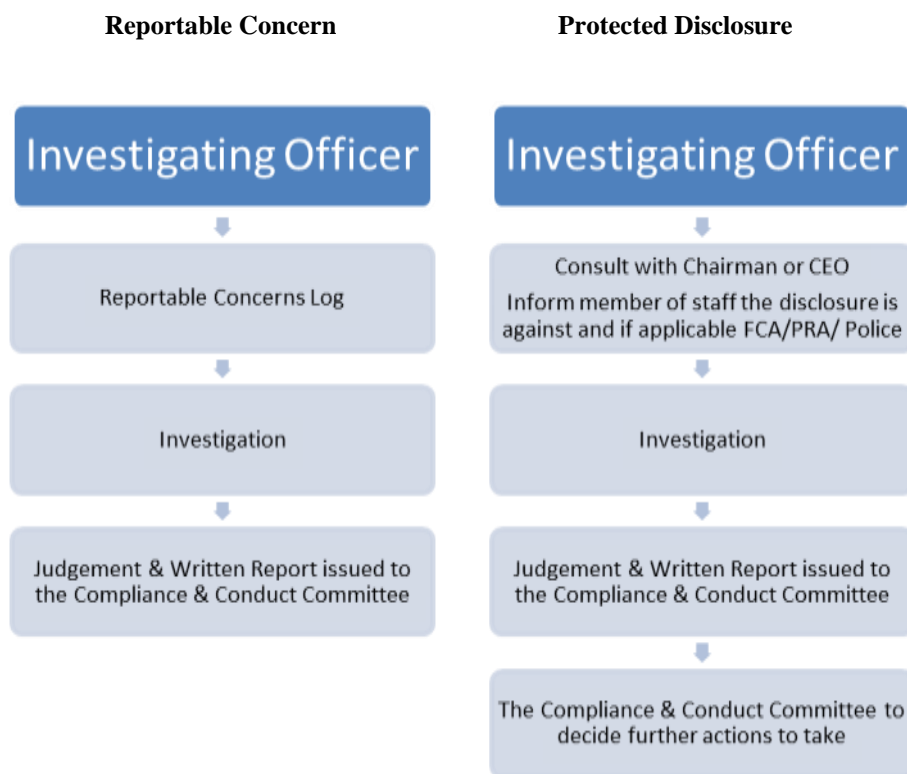 Reportable Concern
Investigating Officer
Reportable Concerns Log
Investigation
Judgement & Written Report issued to
the Compliance & Conduct Committee
Protected Disclosure
Investigating Officer
Consult with Chairman or CEO
Inform member of staff the disclosure is
against and if applicable FCA/PRA/ Police
Investigation
Judgement & Written Report issued to
the Compliance & Conduct Committee
The Compliance & Conduct Committee to
decide further actions to take